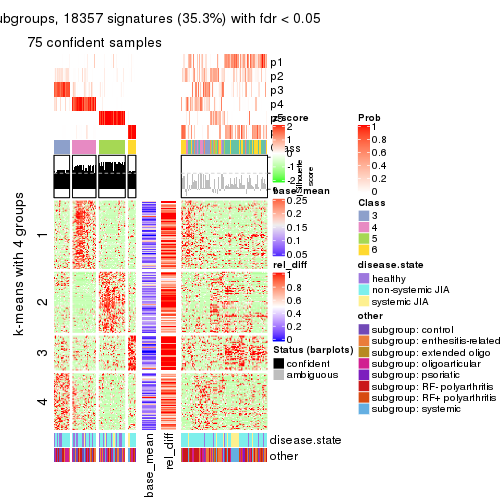 ubgroups, 18357 signatures (35.3%) with fdr < 0.05
75 confident samples
p1
p2
p3
p4
p5
Class
Silhouette
score
k-means with 4 groups
1
2
3
4
base_mean
rel_diff
disease.state
other
z-score
2
1
0
-1
-2
base_mean
0.25
0.2
0.15
0.1
0.05
rel_diff
1
0.8
0.6
0.4
0.2
0
Status (barplots)
confident
ambiguous
Prob
1
0.8
0.6
0.4
0.2
0
Class
3
4
5
6
disease.state
healthy
non-systemic JIA
systemic JIA
other
subgroup: control
subgroup: enthesitis-related
subgroup: extended oligo
subgroup: oligoarticular
subgroup: psoriatic
subgroup: RF- polyarthritis
subgroup: RF+ polyarthritis
subgroup: systemic